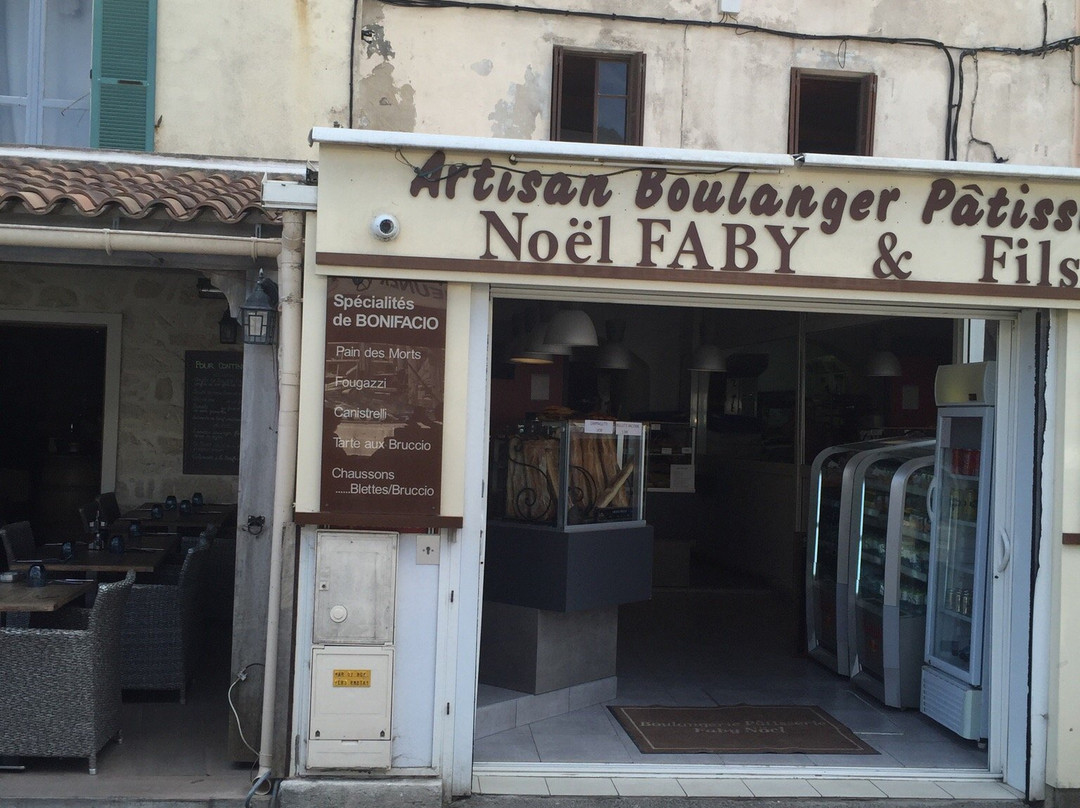 Artisan Boulanger Pâtiss
Noël FABY & Fils
Spécialités
de BONIFACIO
Pain des Morts
Fougazzi
Canistrelli
Tarte aux Bruccio
Chaussons
......Blettes/Bruccio
Boulangerie Pâtisserie
Faby Noël